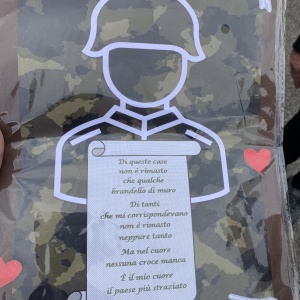 Di queste case
non é rimasto
che qualche
brandello di muro
Di tanti
che mi corrispondevano
non é rimasto
neppure tanto
Ma nel cuore
nessuna croce manca
É il mio cuore
il paese più straziato